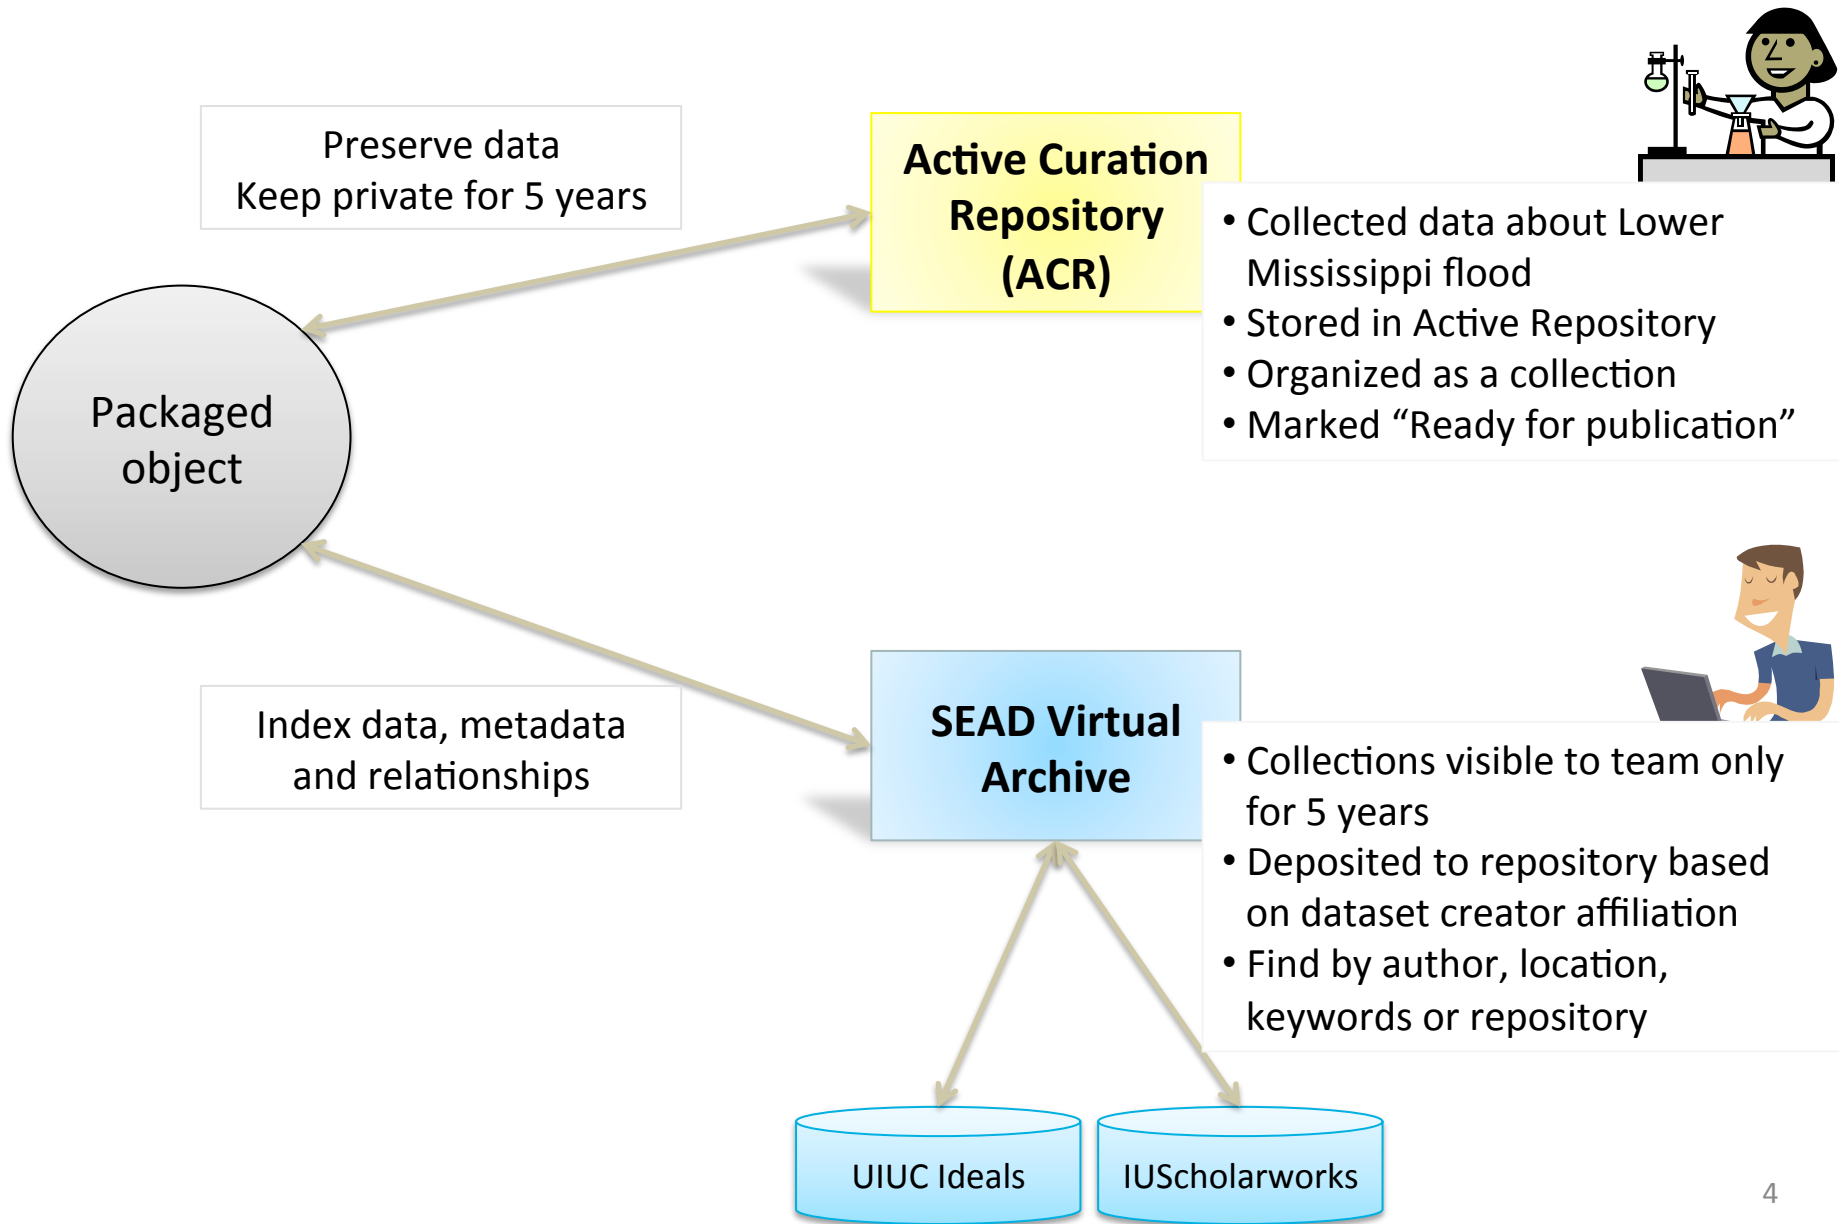 Preserve data
Keep private for 5 years
Active Curation
Repository
(ACR)
• Collected data about Lower
Mississippi flood
• Stored in Active Repository
• Organized as a collection
• Marked “Ready for publication”
Packaged
object
Index data, metadata
and relationships
SEAD Virtual
Archive
• Collections visible to team only
for 5 years
• Deposited to repository based
on dataset creator affiliation
• Find by author, location,
keywords or repository
UIUC Ideals
IUScholarworks
4